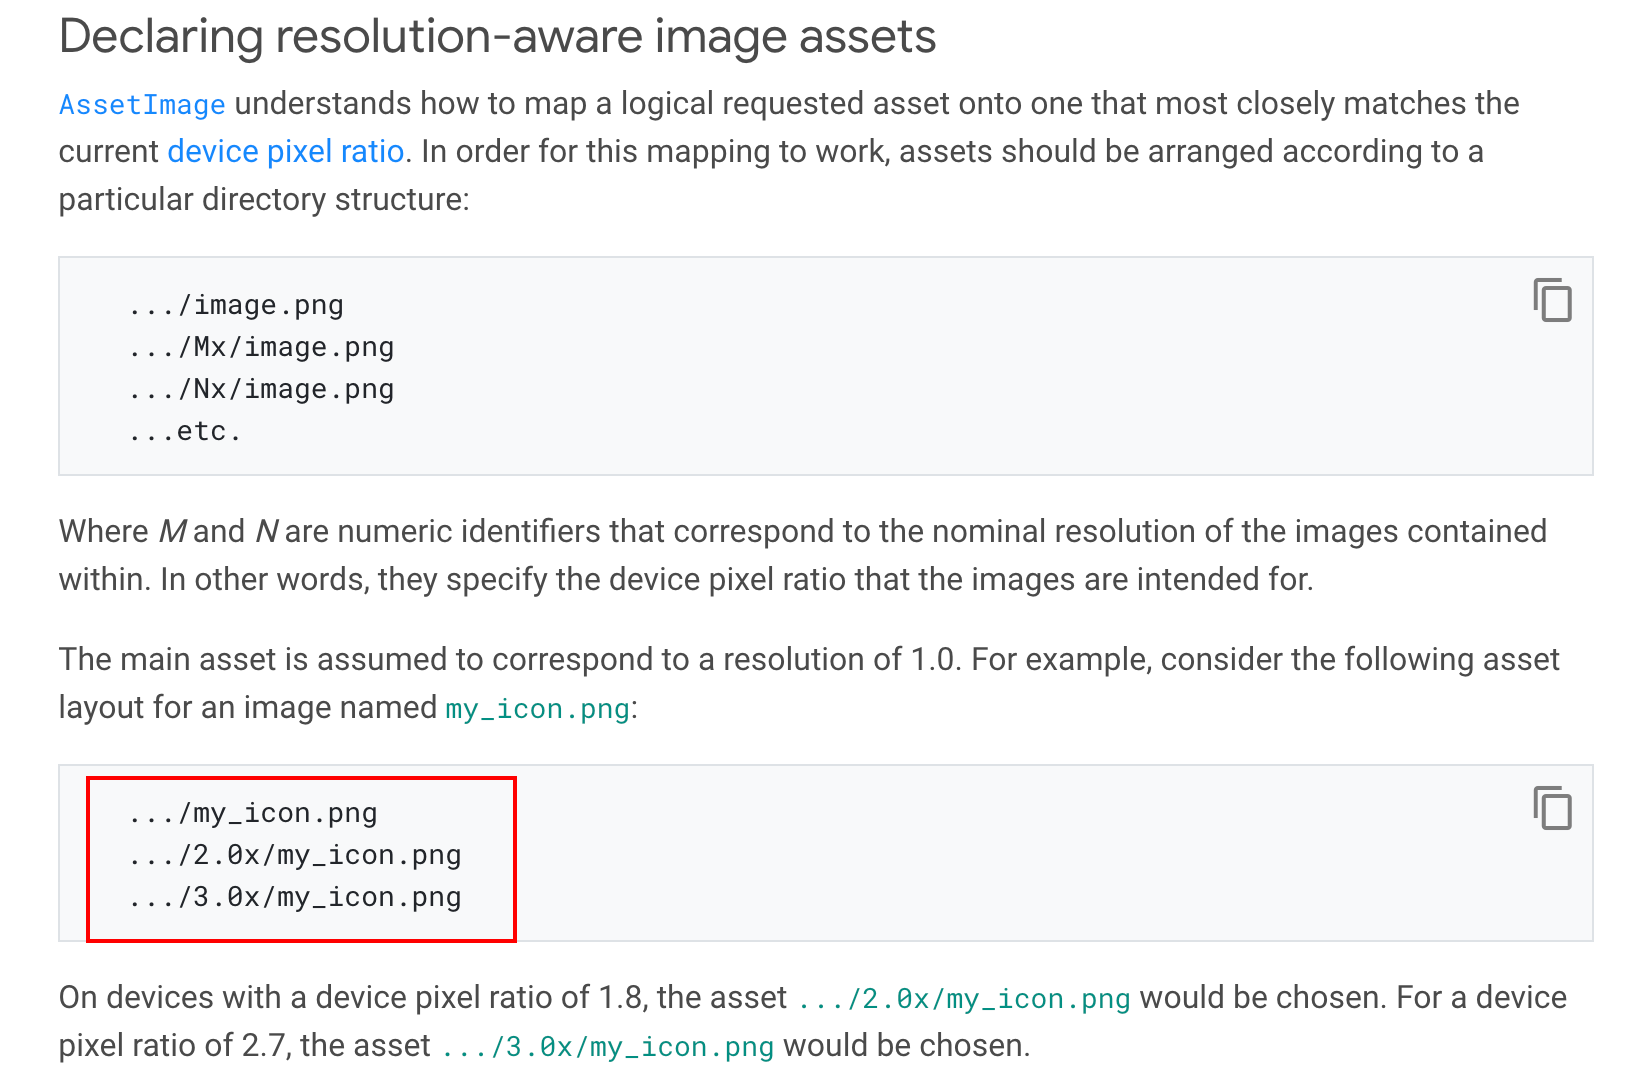 Declaring resolution-aware image assets
AssetImage understands how to map a logical requested asset onto one that most closely matches the
current device pixel ratio. In order for this mapping to work, assets should be arranged according to a
particular directory structure:
.../image.png
.../Mx/image.png
.../Nx/image.png
...etc.
Where M and N are numeric identifiers that correspond to the nominal resolution of the images contained
within. In other words, they specify the device pixel ratio that the images are intended for.
The main asset is assumed to correspond to a resolution of 1.0. For example, consider the following asset
layout for an image named my_icon.png:
.../my_icon.png
.../2.0x/my_icon.png
.../3.0x/my_icon.png
On devices with a device pixel ratio of 1.8, the asset .../2.0x/my_icon.png would be chosen. For a device
pixel ratio of 2.7, the asset .../3.0x/my_icon.png would be chosen.